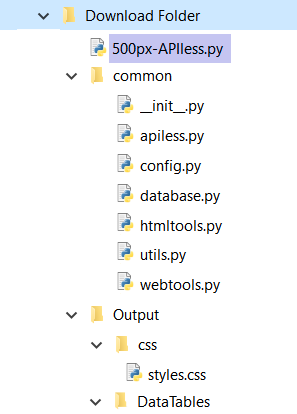 Download Folder
500px-APIless.py
common
__init__.py
apiless.py
config.py
database.py
htmltools.py
utils.py
webtools.py
Output
css
styles.css
DataTables